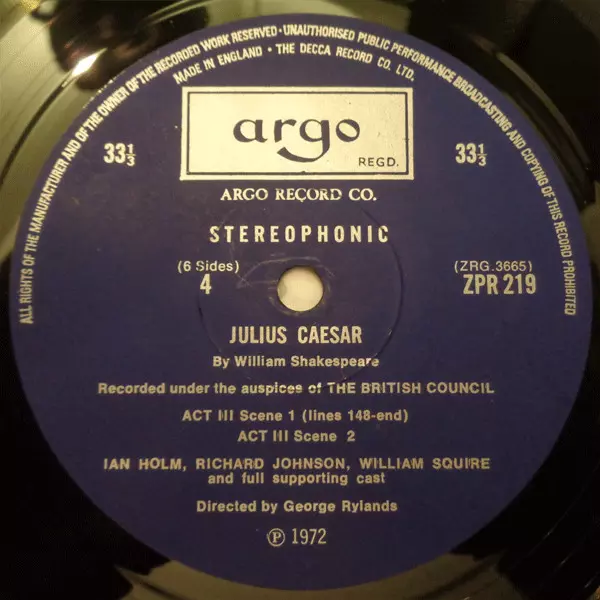 ALL RIGHTS OF THE MANUFACTURER AND OF THE OWNER OF THE RECORDED WORK RESERVED • UNAUTHORISED PUBLIC PERFORMANCE BROADCASTING AND COPYING OF THIS RECORD PROHIBITED
MADE IN ENGLAND • THE DECCA RECORD CO. LTD.
argo
REGD.
33⅓ 33⅓
ARGO RECORD CO.
STEREOPHONIC
(6 Sides) (ZRG.3665)
4 ZPR 219
JULIUS CAESAR
By William Shakespeare
Recorded under the auspices of THE BRITISH COUNCIL
ACT III Scene 1 (lines 148-end)
ACT III Scene 2
IAN HOLM, RICHARD JOHNSON, WILLIAM SQUIRE
and full supporting cast
Directed by George Rylands
℗ 1972